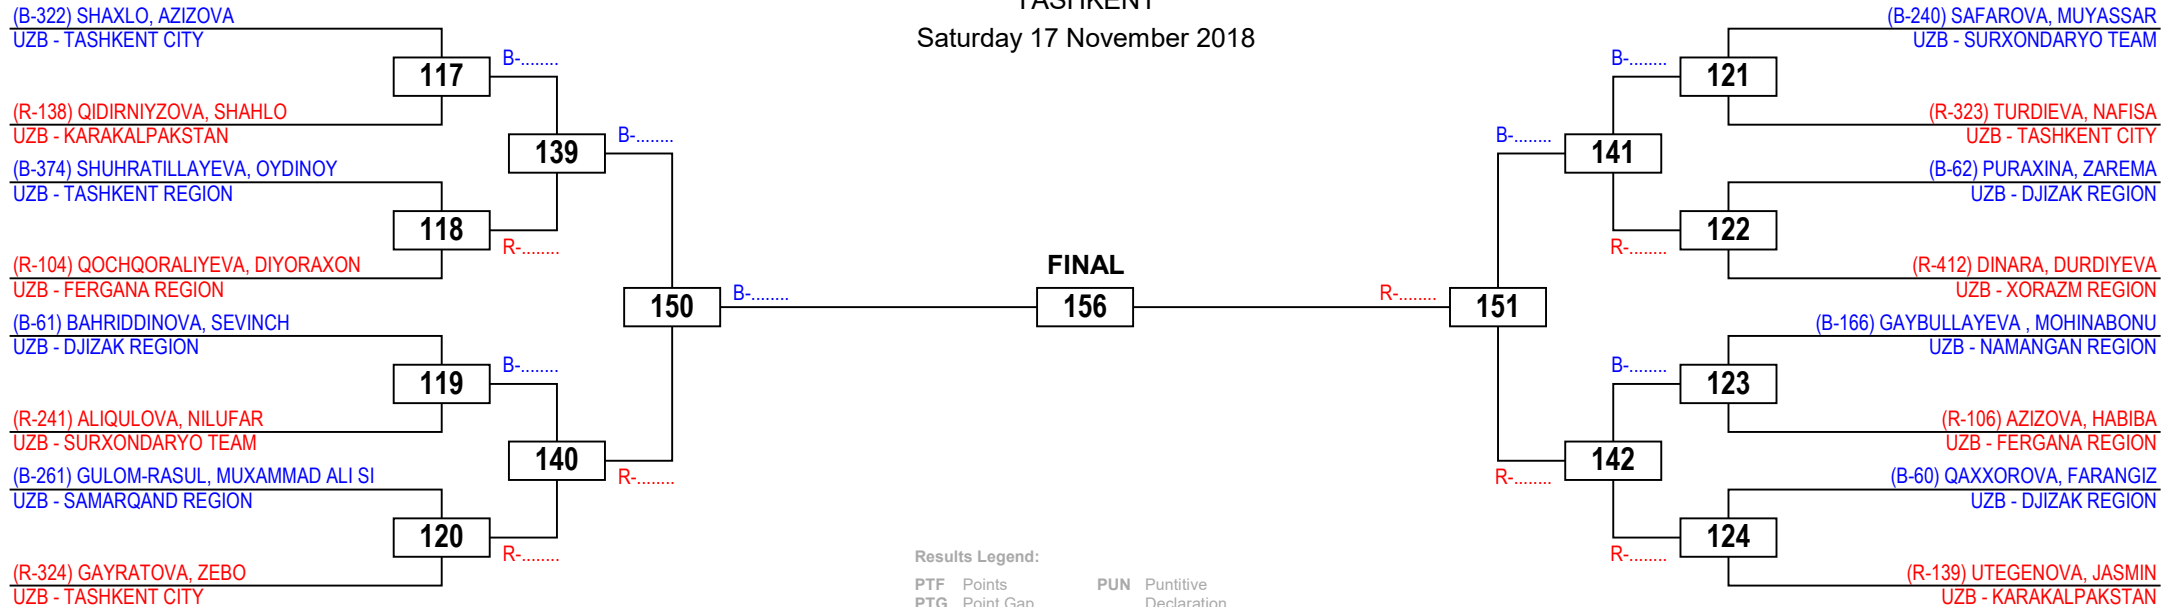 TASHKENT
Saturday 17 November 2018
(B-322) SHAXLO, AZIZOVA
UZB - TASHKENT CITY
117
B-........
(R-138) QIDIRNIYZOVA, SHAHLO
UZB - KARAKALPAKSTAN
139
B-........
(B-374) SHUHRATILLAYEVA, OYDINOY
UZB - TASHKENT REGION
118
R-........
(R-104) QOCHQORALIYEVA, DIYORAXON
UZB - FERGANA REGION
150
B-........
(B-61) BAHRIDDINOVA, SEVINCH
UZB - DJIZAK REGION
119
B-........
(R-241) ALIQULOVA, NILUFAR
UZB - SURXONDARYO TEAM
140
R-........
(B-261) GULOM-RASUL, MUXAMMAD ALI SI
UZB - SAMARQAND REGION
120
R-........
(R-324) GAYRATOVA, ZEBO
UZB - TASHKENT CITY
FINAL
156
(B-240) SAFAROVA, MUYASSAR
UZB - SURXONDARYO TEAM
B-........
121
(R-323) TURDIEVA, NAFISA
UZB - TASHKENT CITY
B-........
141
(B-62) PURAXINA, ZAREMA
UZB - DJIZAK REGION
R-........
122
(R-412) DINARA, DURDIYEVA
UZB - XORAZM REGION
R-........
151
(B-166) GAYBULLAYEVA , MOHINABONU
UZB - NAMANGAN REGION
B-........
123
(R-106) AZIZOVA, HABIBA
UZB - FERGANA REGION
R-........
142
(B-60) QAXXOROVA, FARANGIZ
UZB - DJIZAK REGION
R-........
124
(R-139) UTEGENOVA, JASMIN
UZB - KARAKALPAKSTAN
Results Legend:
PTF Points PUN Puntitive
PTG Point Gap Declaration